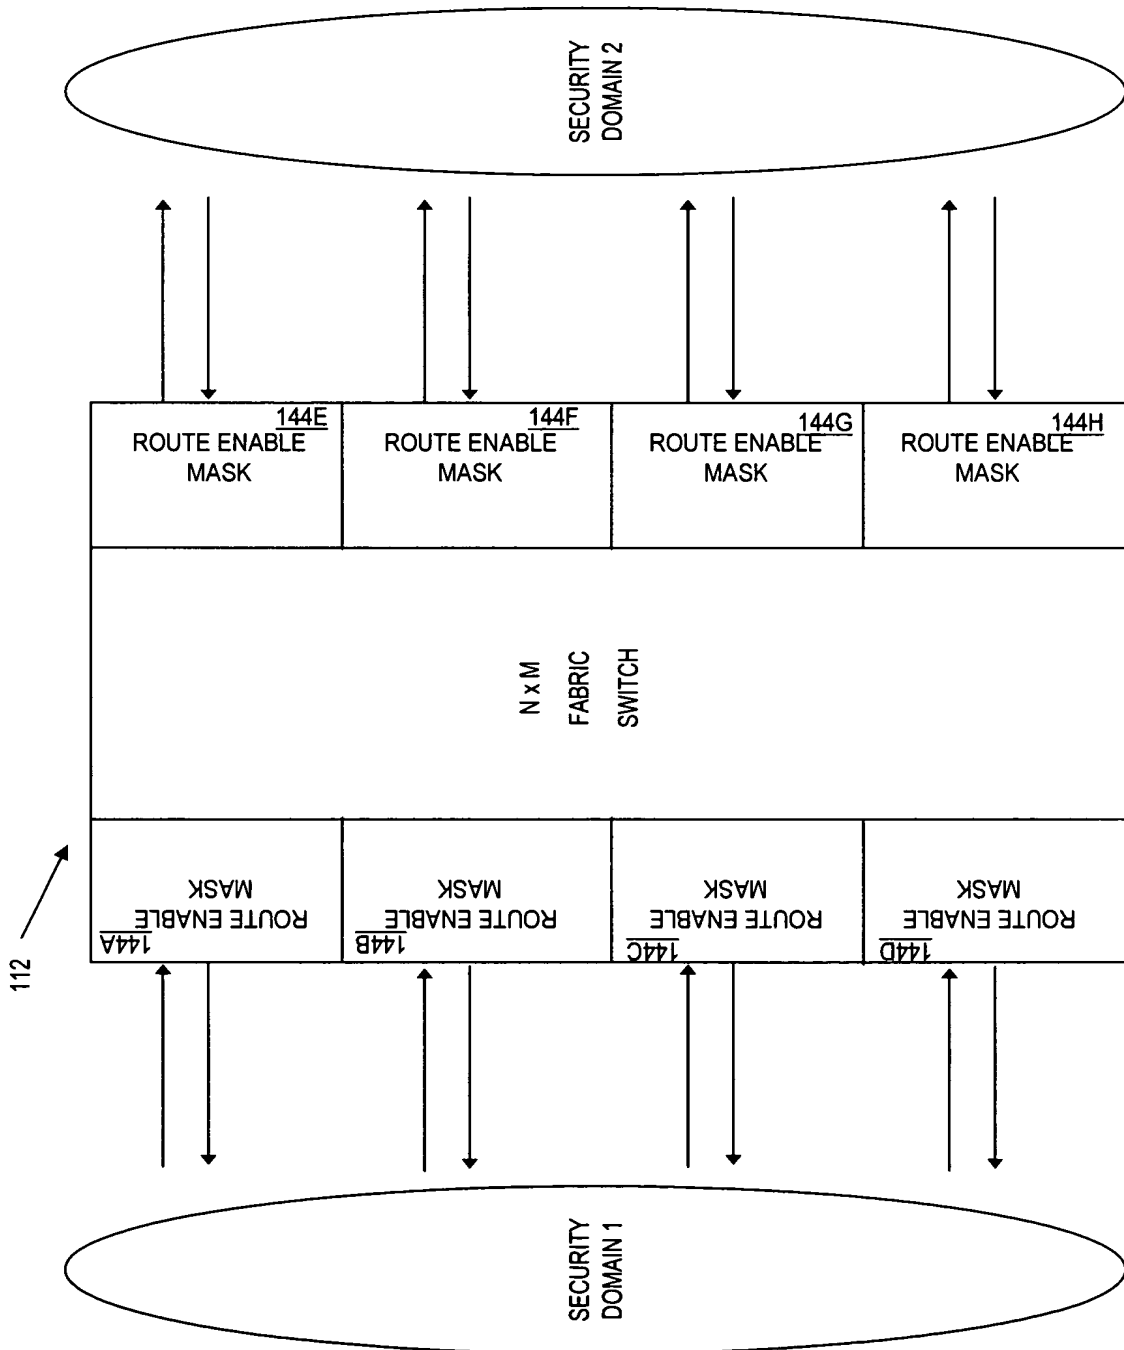 SECURITY
DOMAIN 2
144E
ROUTE ENABLE
MASK
144F
ROUTE ENABLE
MASK
144G
ROUTE ENABLE
MASK
144H
ROUTE ENABLE
MASK
N x M
FABRIC
SWITCH
112
144A
ROUTE ENABLE
MASK
144B
ROUTE ENABLE
MASK
144C
ROUTE ENABLE
MASK
144D
ROUTE ENABLE
MASK
SECURITY
DOMAIN 1